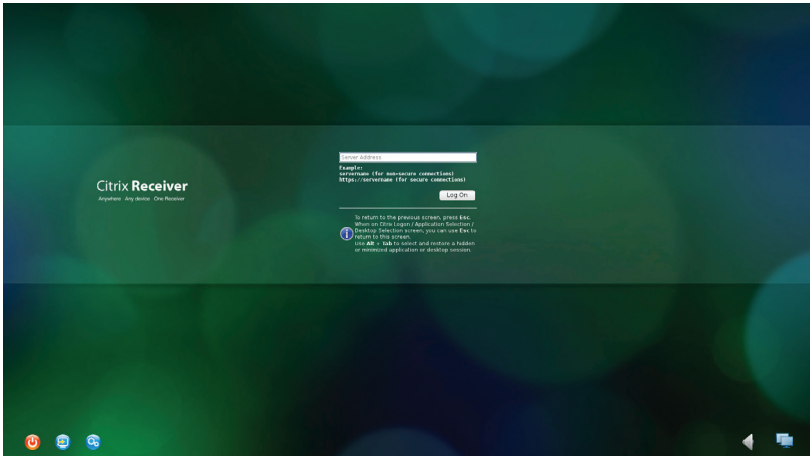 Server Address
Example:
servername (for non-secure connections)
https://servername (for secure connections)
Citrix Receiver
Anywhere Any device One Receiver
Log On
To return to the previous screen, press Esc.
When on Citrix Logon / Application Selection /
Desktop Selection screen, you can use Esc to
return to this screen.
Use Alt + Tab to select and restore a hidden
or minimized application or desktop session.